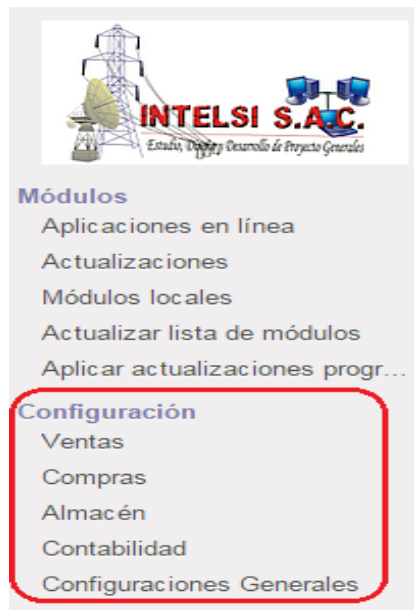 INTELSI S.A.C.
Estudio, Diseño y Desarrollo de Proyecto Generales
Módulos
Aplicaciones en línea
Actualizaciones
Módulos locales
Actualizar lista de módulos
Aplicar actualizaciones progr...
Configuración
Ventas
Compras
Almacén
Contabilidad
Configuraciones Generales